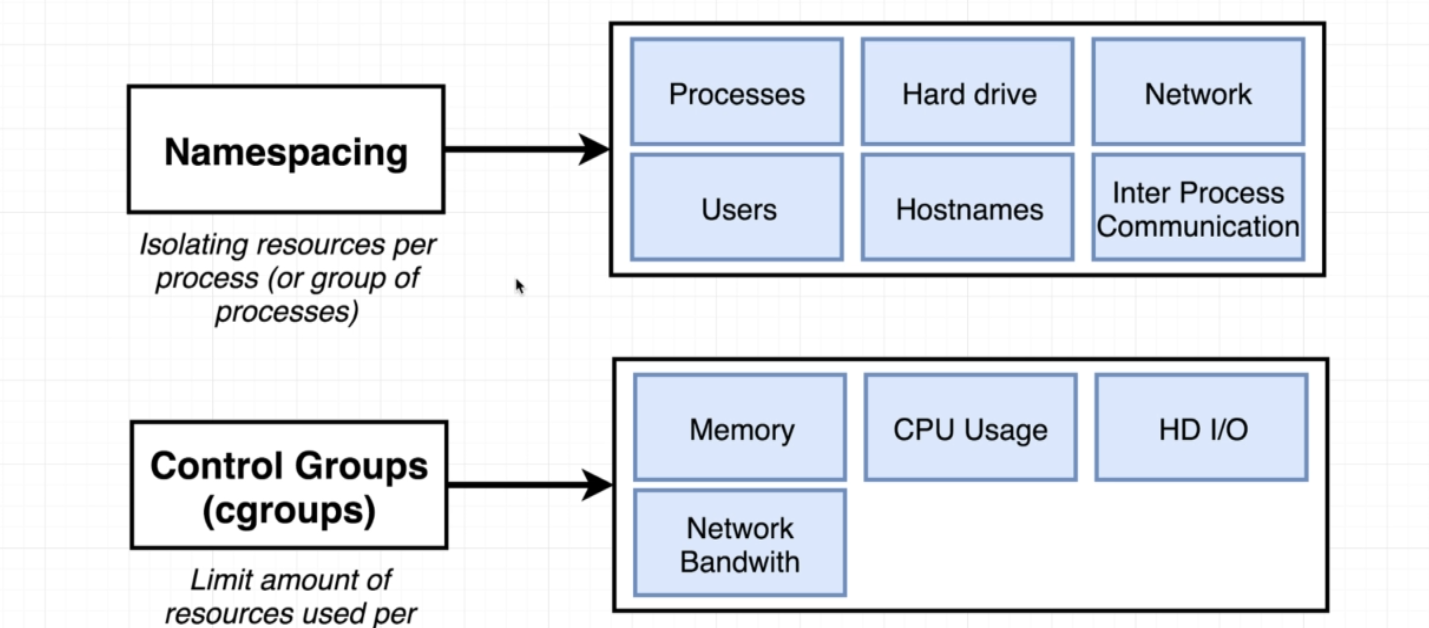 Namespacing
Isolating resources per
process (or group of
processes)
Processes
Hard drive
Network
Users
Hostnames
Inter Process
Communication
Control Groups
(cgroups)
Limit amount of
resources used per
Memory
CPU Usage
HD I/O
Network
Bandwith